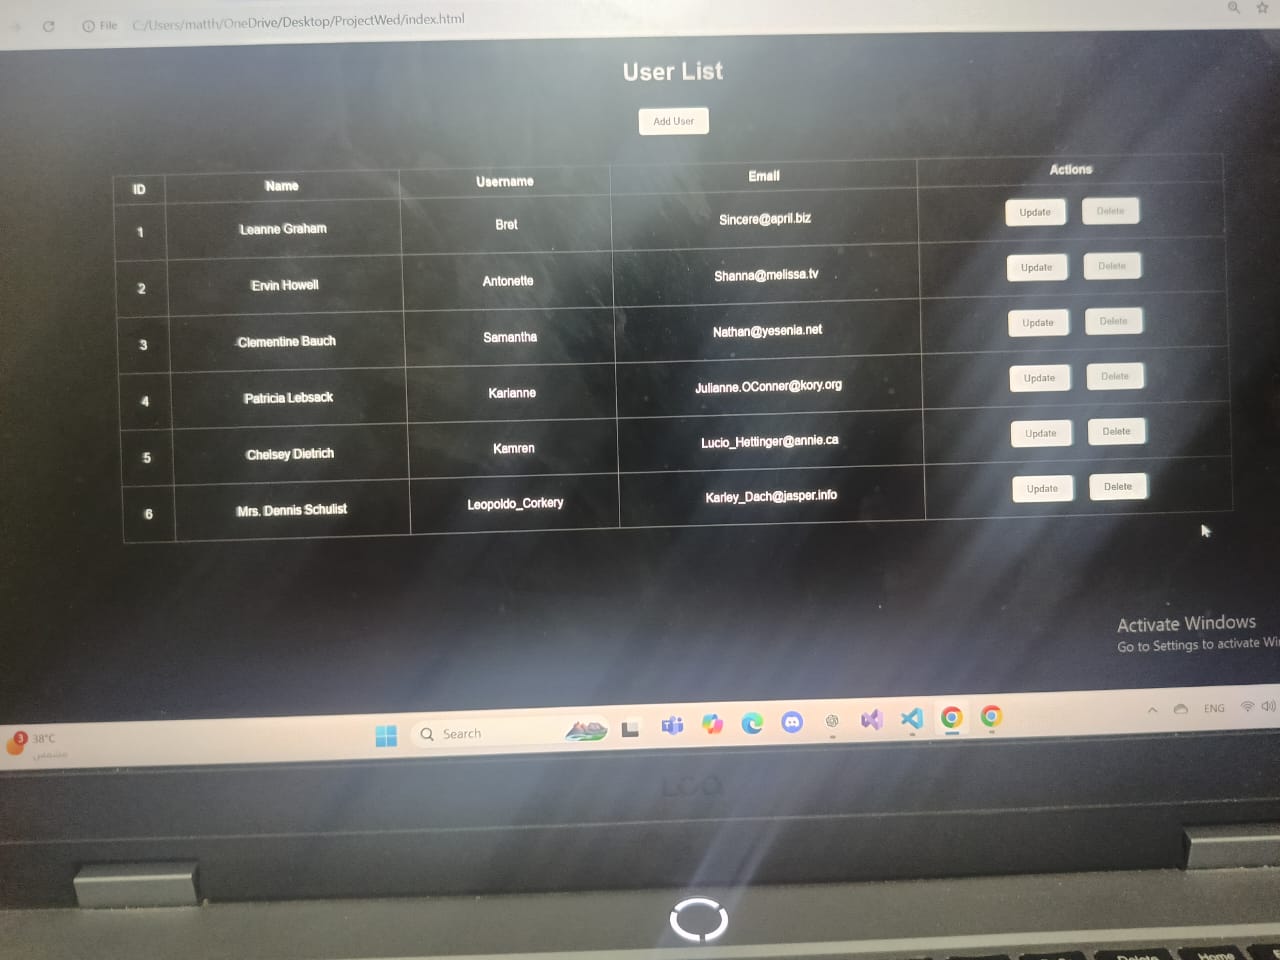 File C:/Users/matth/OneDrive/Desktop/ProjectWed/index.html
User List
Add User
ID Name Username Email Actions
1 Leanne Graham Bret Sincere@april.biz Update Delete
2 Ervin Howell Antonette Shanna@melissa.tv Update Delete
3 Clementine Bauch Samantha Nathan@yesenia.net Update Delete
4 Patricia Lebsack Karianne Julianne.OConner@kory.org Update Delete
5 Chelsey Dietrich Kamren Lucio_Hettinger@annie.ca Update Delete
6 Mrs. Dennis Schulist Leopoldo_Corkery Karley_Dach@jasper.info Update Delete
Activate Windows
Go to Settings to activate Wi
3 38°C
مشمس
Search
ENG
LOQ
Delete Home